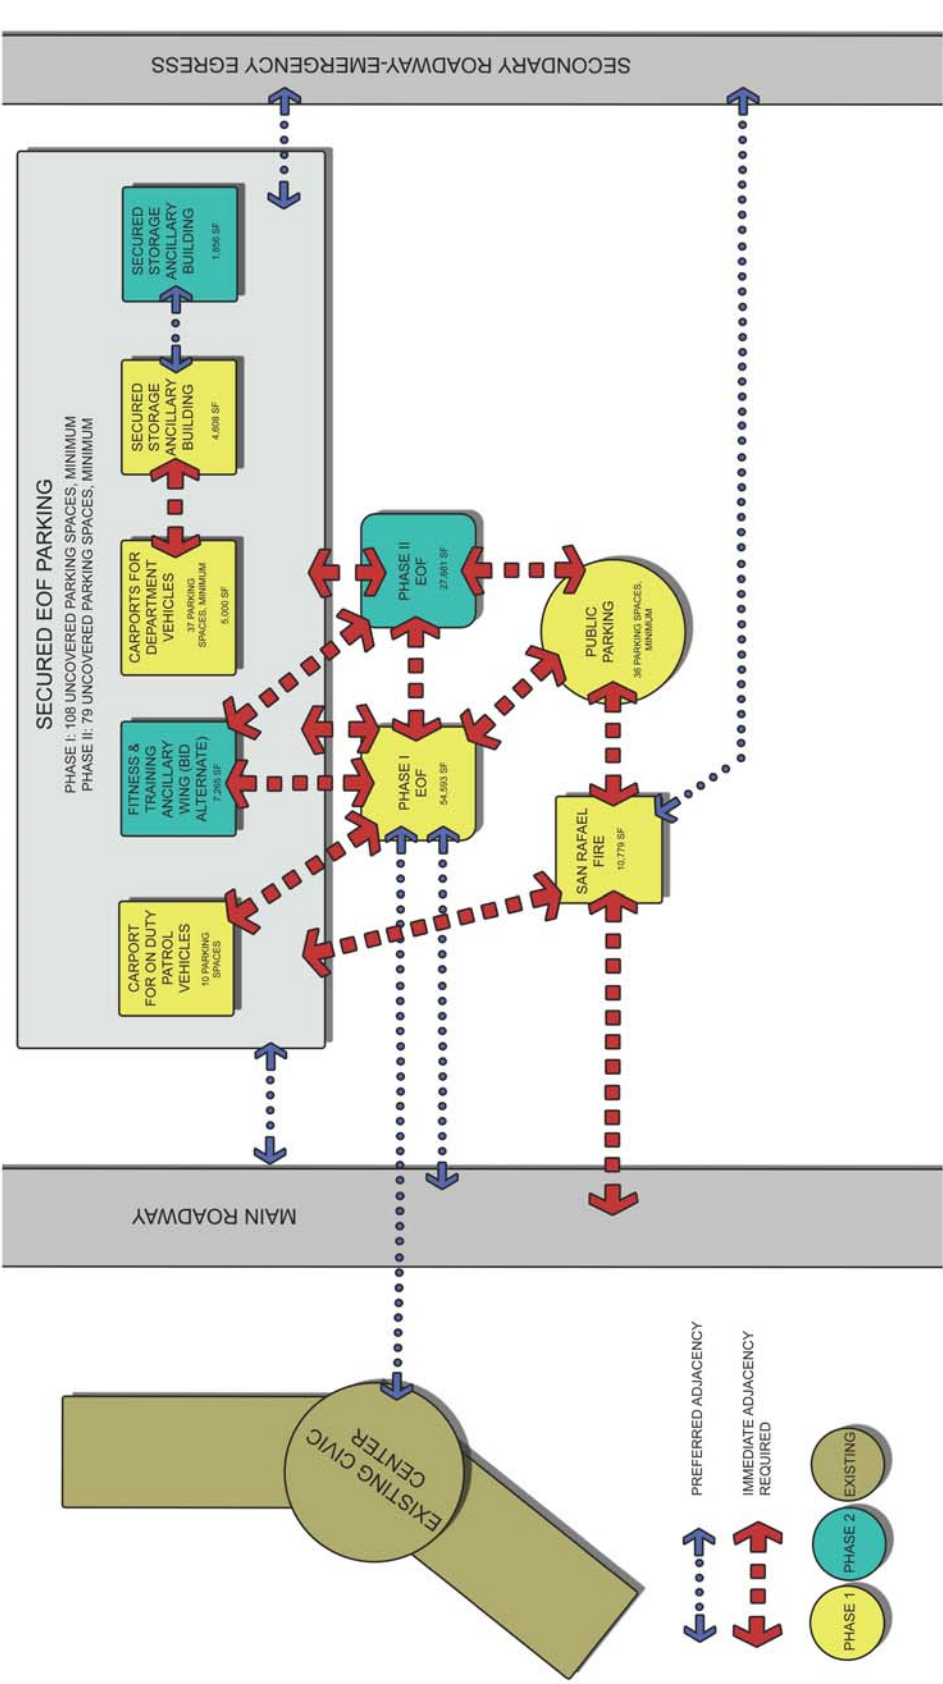 SECONDARY ROADWAY-EMERGENCY EGRESS
SECURED EOF PARKING
PHASE I: 108 UNCOVERED PARKING SPACES, MINIMUM
PHASE II: 79 UNCOVERED PARKING SPACES, MINIMUM
CARPORT
FOR ON DUTY
PATROL
VEHICLES
10 PARKING
SPACES
FITNESS &
TRAINING
ANCILLARY
WING (BID
ALTERNATE)
7,265 SF
CARPORTS FOR
DEPARTMENT
VEHICLES
37 PARKING
SPACES, MINIMUM
5,000 SF
SECURED
STORAGE
ANCILLARY
BUILDING
4,608 SF
SECURED
STORAGE
ANCILLARY
BUILDING
1,856 SF
PHASE I
EOF
54,593 SF
PHASE II
EOF
27,661 SF
SAN RAFAEL
FIRE
10,779 SF
PUBLIC
PARKING
36 PARKING SPACES,
MINIMUM
MAIN ROADWAY
EXISTING CIVIC
CENTER
PREFERRED ADJACENCY
IMMEDIATE ADJACENCY
REQUIRED
PHASE 1
PHASE 2
EXISTING